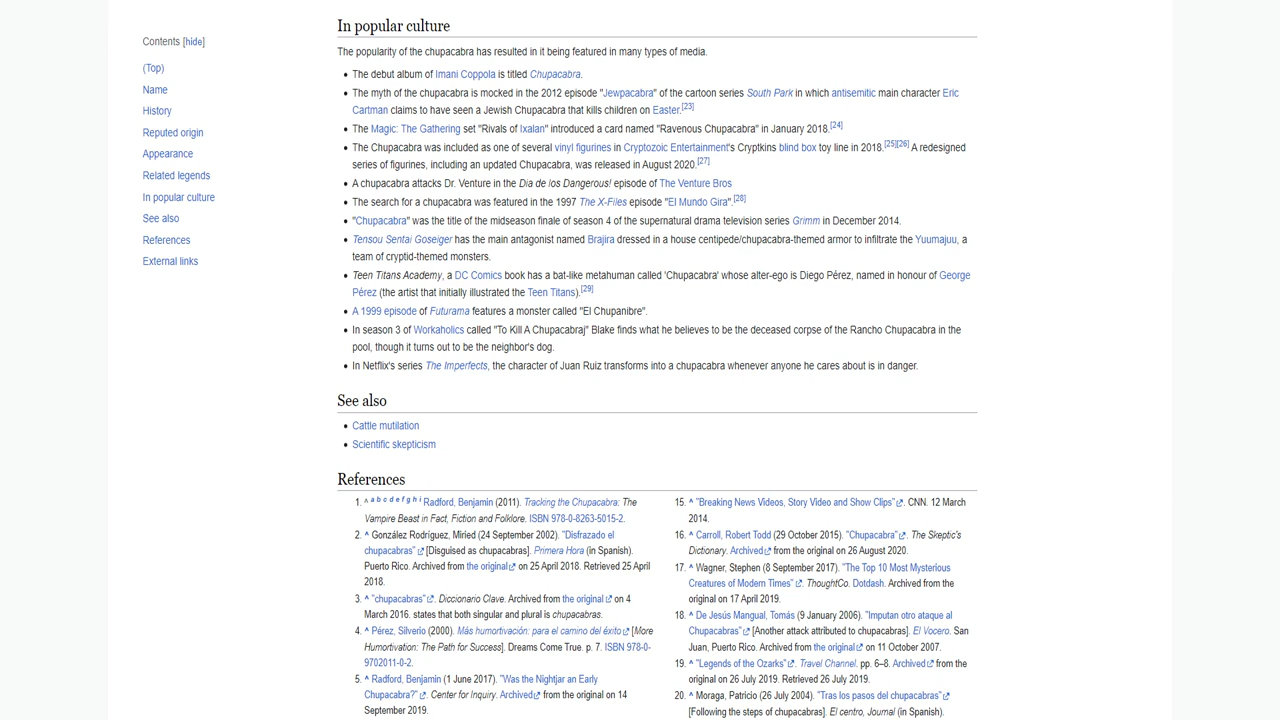 Contents [hide]
(Top)
Name
History
Reputed origin
Appearance
Related legends
In popular culture
See also
References
External links
In popular culture
The popularity of the chupacabra has resulted in it being featured in many types of media.
• The debut album of Imani Coppola is titled Chupacabra.
• The myth of the chupacabra is mocked in the 2012 episode "Jewpacabra" of the cartoon series South Park in which antisemitic main character Eric
Cartman claims to have seen a Jewish Chupacabra that kills children on Easter.[23]
• The Magic: The Gathering set "Rivals of Ixalan" introduced a card named "Ravenous Chupacabra" in January 2018.[24]
• The Chupacabra was included as one of several vinyl figurines in Cryptozoic Entertainment's Cryptkins blind box toy line in 2018.[25][26] A redesigned
series of figurines, including an updated Chupacabra, was released in August 2020.[27]
• A chupacabra attacks Dr. Venture in the Dia de los Dangerous! episode of The Venture Bros
• The search for a chupacabra was featured in the 1997 The X-Files episode "El Mundo Gira".[28]
• "Chupacabra" was the title of the midseason finale of season 4 of the supernatural drama television series Grimm in December 2014.
• Tensou Sentai Goseiger has the main antagonist named Brajira dressed in a house centipede/chupacabra-themed armor to infiltrate the Yuumajuu, a
team of cryptid-themed monsters.
• Teen Titans Academy, a DC Comics book has a bat-like metahuman called 'Chupacabra' whose alter-ego is Diego Pérez, named in honour of George
Pérez (the artist that initially illustrated the Teen Titans).[29]
• A 1999 episode of Futurama features a monster called "El Chupanibre".
• In season 3 of Workaholics called "To Kill A Chupacabraj" Blake finds what he believes to be the deceased corpse of the Rancho Chupacabra in the
pool, though it turns out to be the neighbor's dog.
• In Netflix's series The Imperfects, the character of Juan Ruiz transforms into a chupacabra whenever anyone he cares about is in danger.
See also
• Cattle mutilation
• Scientific skepticism
References
1. ^ a b c d e f g h i Radford, Benjamin (2011). Tracking the Chupacabra: The
Vampire Beast in Fact, Fiction and Folklore. ISBN 978-0-8263-5015-2.
2. ^ González Rodríguez, Miried (24 September 2002). "Disfrazado el
chupacabras" [Disguised as chupacabras]. Primera Hora (in Spanish).
Puerto Rico. Archived from the original on 25 April 2018. Retrieved 25 April
2018.
3. ^ "chupacabras". Diccionario Clave. Archived from the original on 4
March 2016. states that both singular and plural is chupacabras.
4. ^ Pérez, Silverio (2000). Más humortivación: para el camino del éxito [More
Humortivation: The Path for Success]. Dreams Come True. p. 7. ISBN 978-0-
9702011-0-2.
5. ^ Radford, Benjamin (1 June 2017). "Was the Nightjar an Early
Chupacabra?". Center for Inquiry. Archived from the original on 14
September 2019.
15. ^ "Breaking News Videos, Story Video and Show Clips". CNN. 12 March
2014.
16. ^ Carroll, Robert Todd (29 October 2015). "Chupacabra". The Skeptic's
Dictionary. Archived from the original on 26 August 2020.
17. ^ Wagner, Stephen (8 September 2017). "The Top 10 Most Mysterious
Creatures of Modern Times". ThoughtCo. Dotdash. Archived from the
original on 17 April 2019.
18. ^ De Jesús Mangual, Tomás (9 January 2006). "Imputan otro ataque al
Chupacabras" [Another attack attributed to chupacabras]. El Vocero. San
Juan, Puerto Rico. Archived from the original on 11 October 2007.
19. ^ "Legends of the Ozarks". Travel Channel. pp. 6–8. Archived from the
original on 26 July 2019. Retrieved 26 July 2019.
20. ^ Moraga, Patricio (26 July 2004). "Tras los pasos del chupacabras"
[Following the steps of chupacabras]. El centro, Journal (in Spanish).